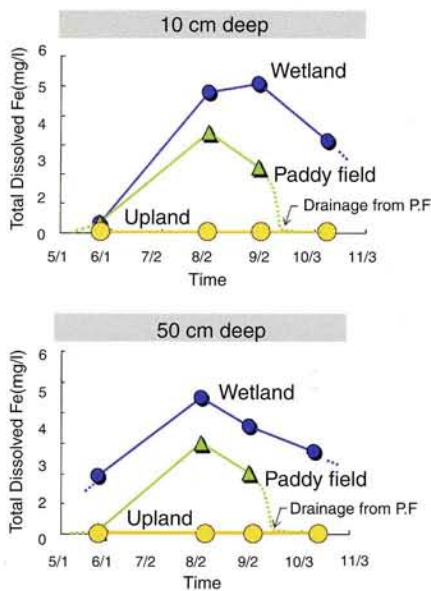 10 cm deep
Total Dissolved Fe(mg/l)
6
5
4
3
2
0
Wetland
Paddy field
Upland
Drainage from P.F
5/1 6/1 7/2 8/2 9/2 10/3 11/3
Time
50 cm deep
Total Dissolved Fe(mg/l)
6
5
4
3
2
0
Wetland
Paddy field
Upland
Drainage from P.F
5/1 6/1 7/2 8/2 9/2 10/3 11/3
Time